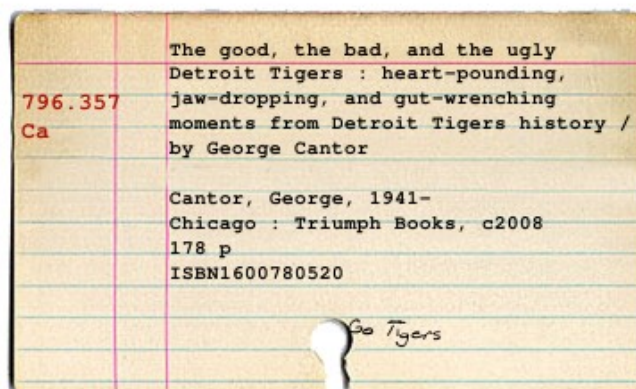 The good, the bad, and the ugly
Detroit Tigers : heart-pounding,
796.357 jaw-dropping, and gut-wrenching
Ca moments from Detroit Tigers history /
by George Cantor
Cantor, George, 1941-
Chicago : Triumph Books, c2008
178 p
ISBN1600780520
Go Tigers